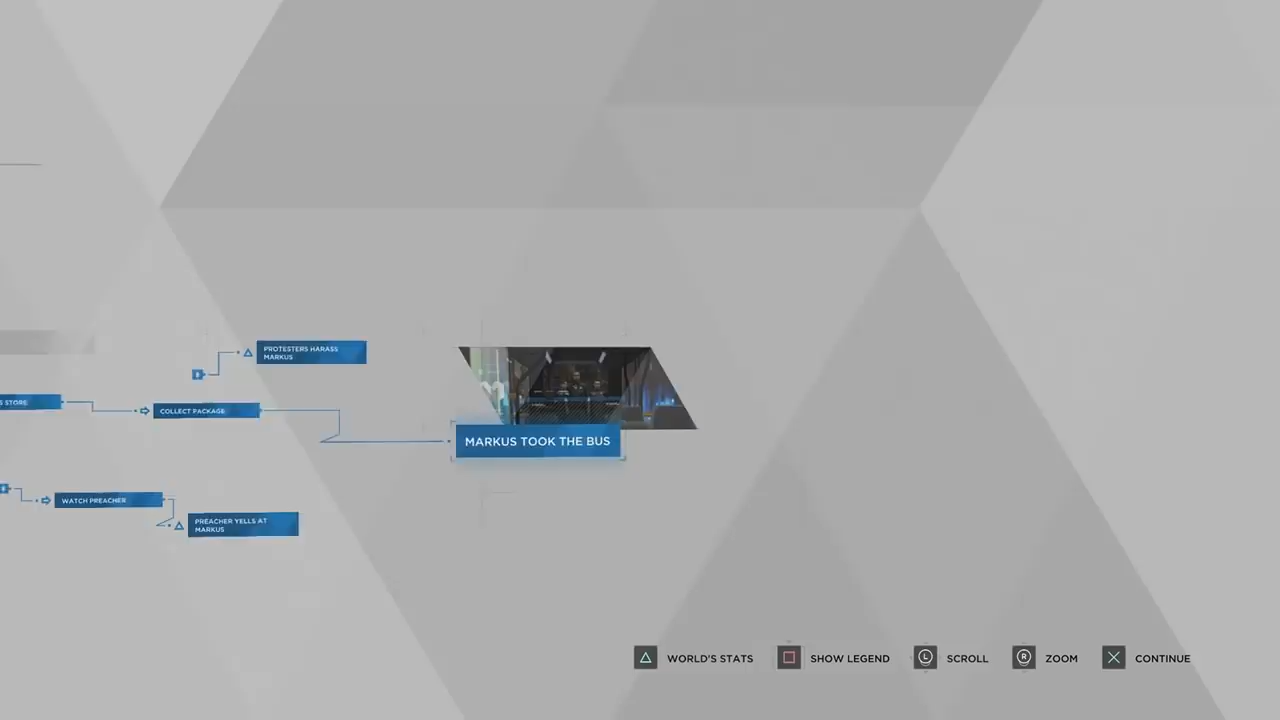 PROTESTERS HARASS
MARKUS
S STORE
COLLECT PACKAGE
MARKUS TOOK THE BUS
WATCH PREACHER
PREACHER YELLS AT
MARKUS
WORLD'S STATS
SHOW LEGEND
L
SCROLL
R
ZOOM
CONTINUE